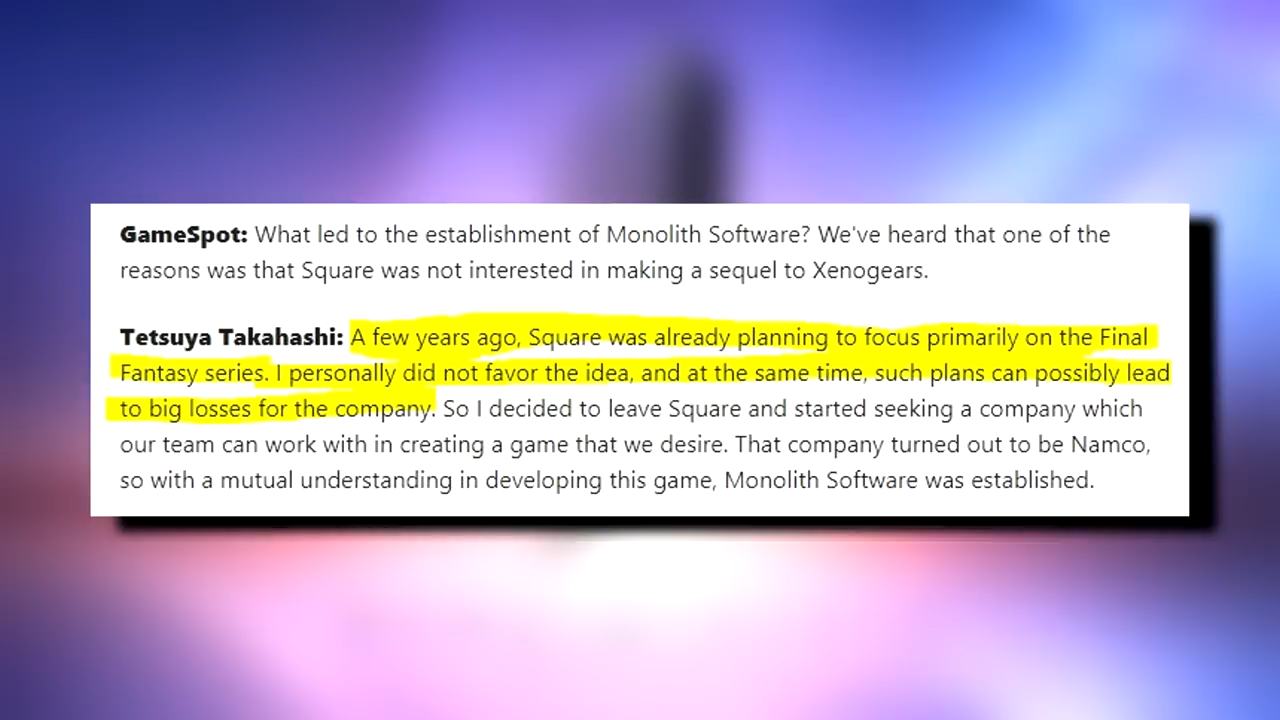 GameSpot: What led to the establishment of Monolith Software? We've heard that one of the
reasons was that Square was not interested in making a sequel to Xenogears.
Tetsuya Takahashi: A few years ago, Square was already planning to focus primarily on the Final
Fantasy series. I personally did not favor the idea, and at the same time, such plans can possibly lead
to big losses for the company. So I decided to leave Square and started seeking a company which
our team can work with in creating a game that we desire. That company turned out to be Namco,
so with a mutual understanding in developing this game, Monolith Software was established.